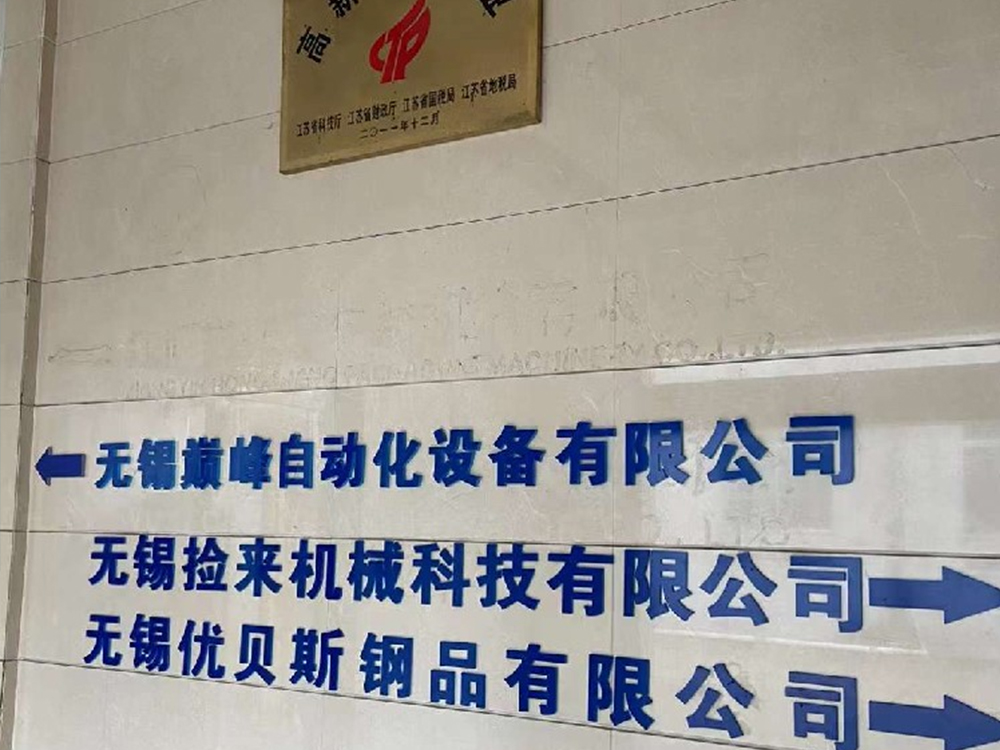 高新
江苏省科技厅 江苏省财政厅 江苏省国税局 江苏省地税局
二〇一一年十二月
无锡巅峰自动化设备有限公司
无锡捡来机械科技有限公司
无锡优贝斯钢品有限公司